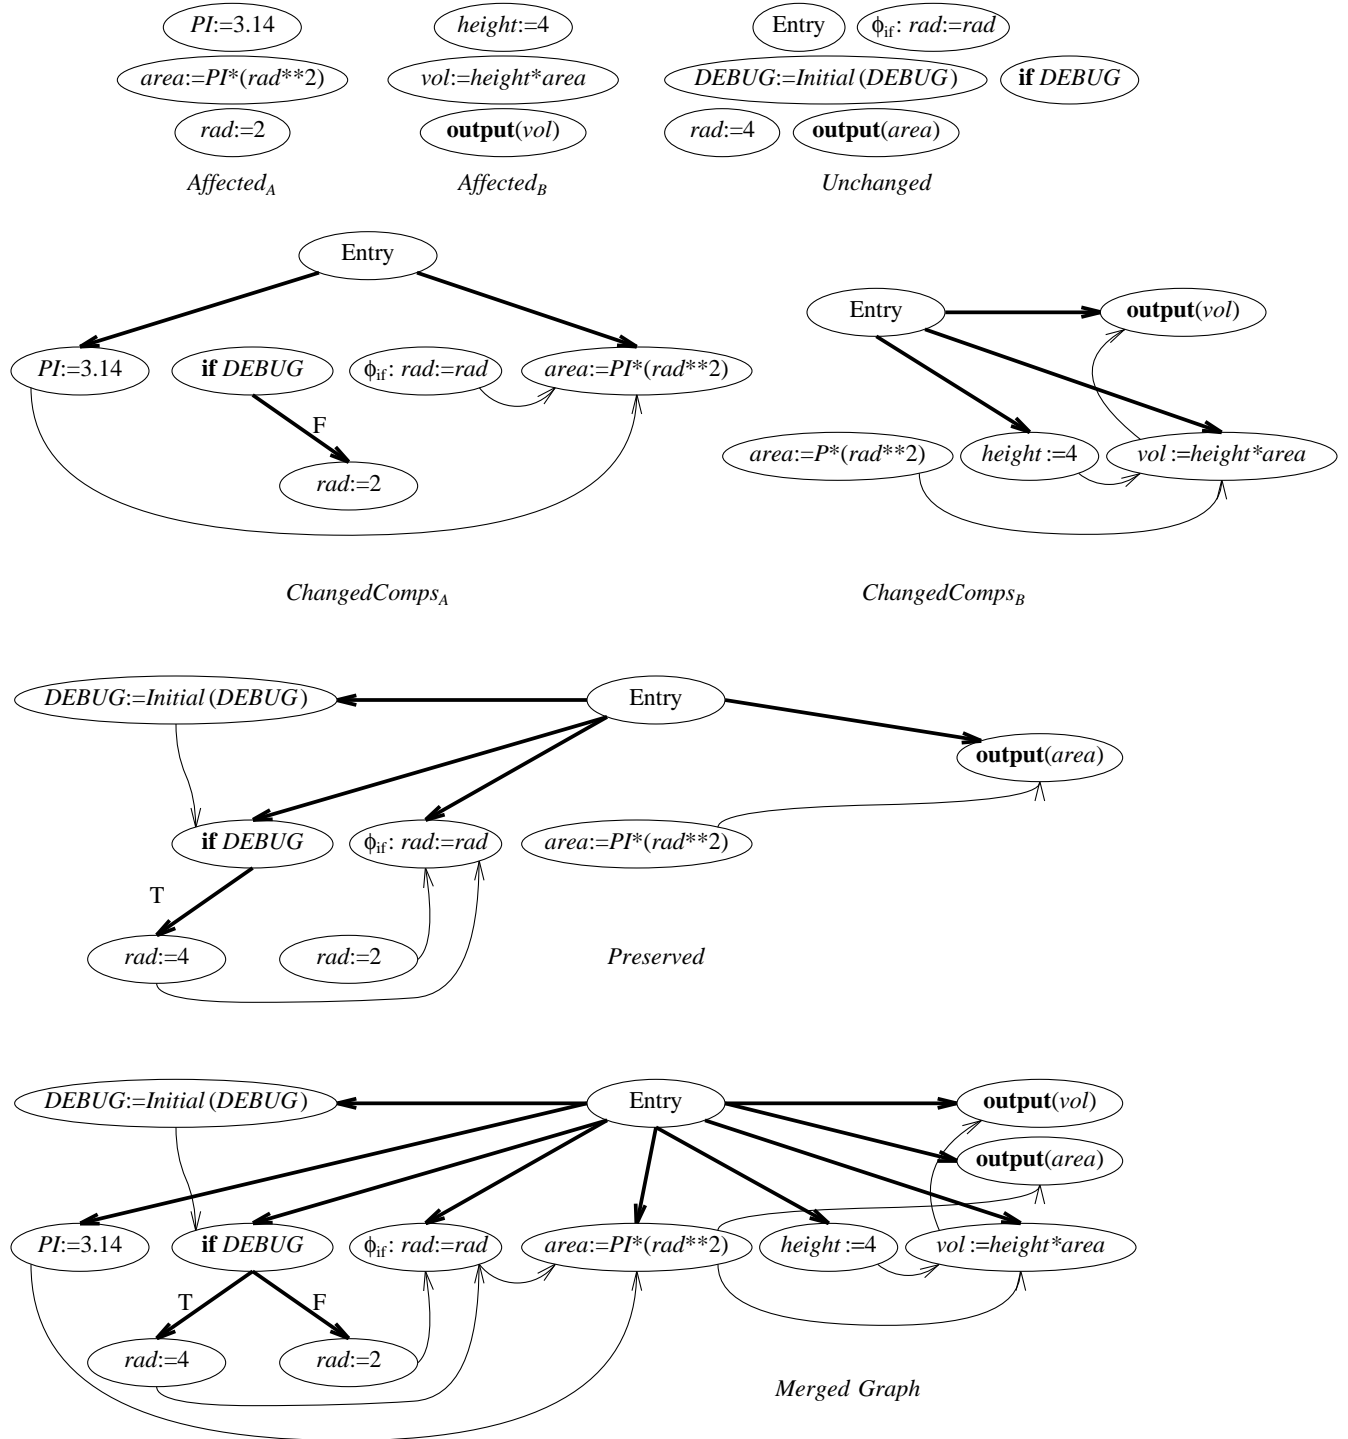 PI:=3.14 height:=4 Entry ϕif: rad:=rad
area:=PI*(rad**2) vol:=height*area DEBUG:=Initial (DEBUG) if DEBUG
rad:=2 output(vol) rad:=4 output(area)
AffectedA AffectedB Unchanged
Entry
Entry output(vol)
PI:=3.14 if DEBUG ϕif: rad:=rad area:=PI*(rad**2)
F
area:=P*(rad**2) height :=4 vol :=height*area
rad:=2
ChangedCompsA ChangedCompsB
DEBUG:=Initial (DEBUG) Entry
output(area)
if DEBUG ϕif: rad:=rad area:=PI*(rad**2)
T
rad:=4 rad:=2 Preserved
DEBUG:=Initial (DEBUG) Entry output(vol)
output(area)
PI:=3.14 if DEBUG ϕif: rad:=rad area:=PI*(rad**2) height :=4 vol :=height*area
T F
rad:=4 rad:=2
Merged Graph